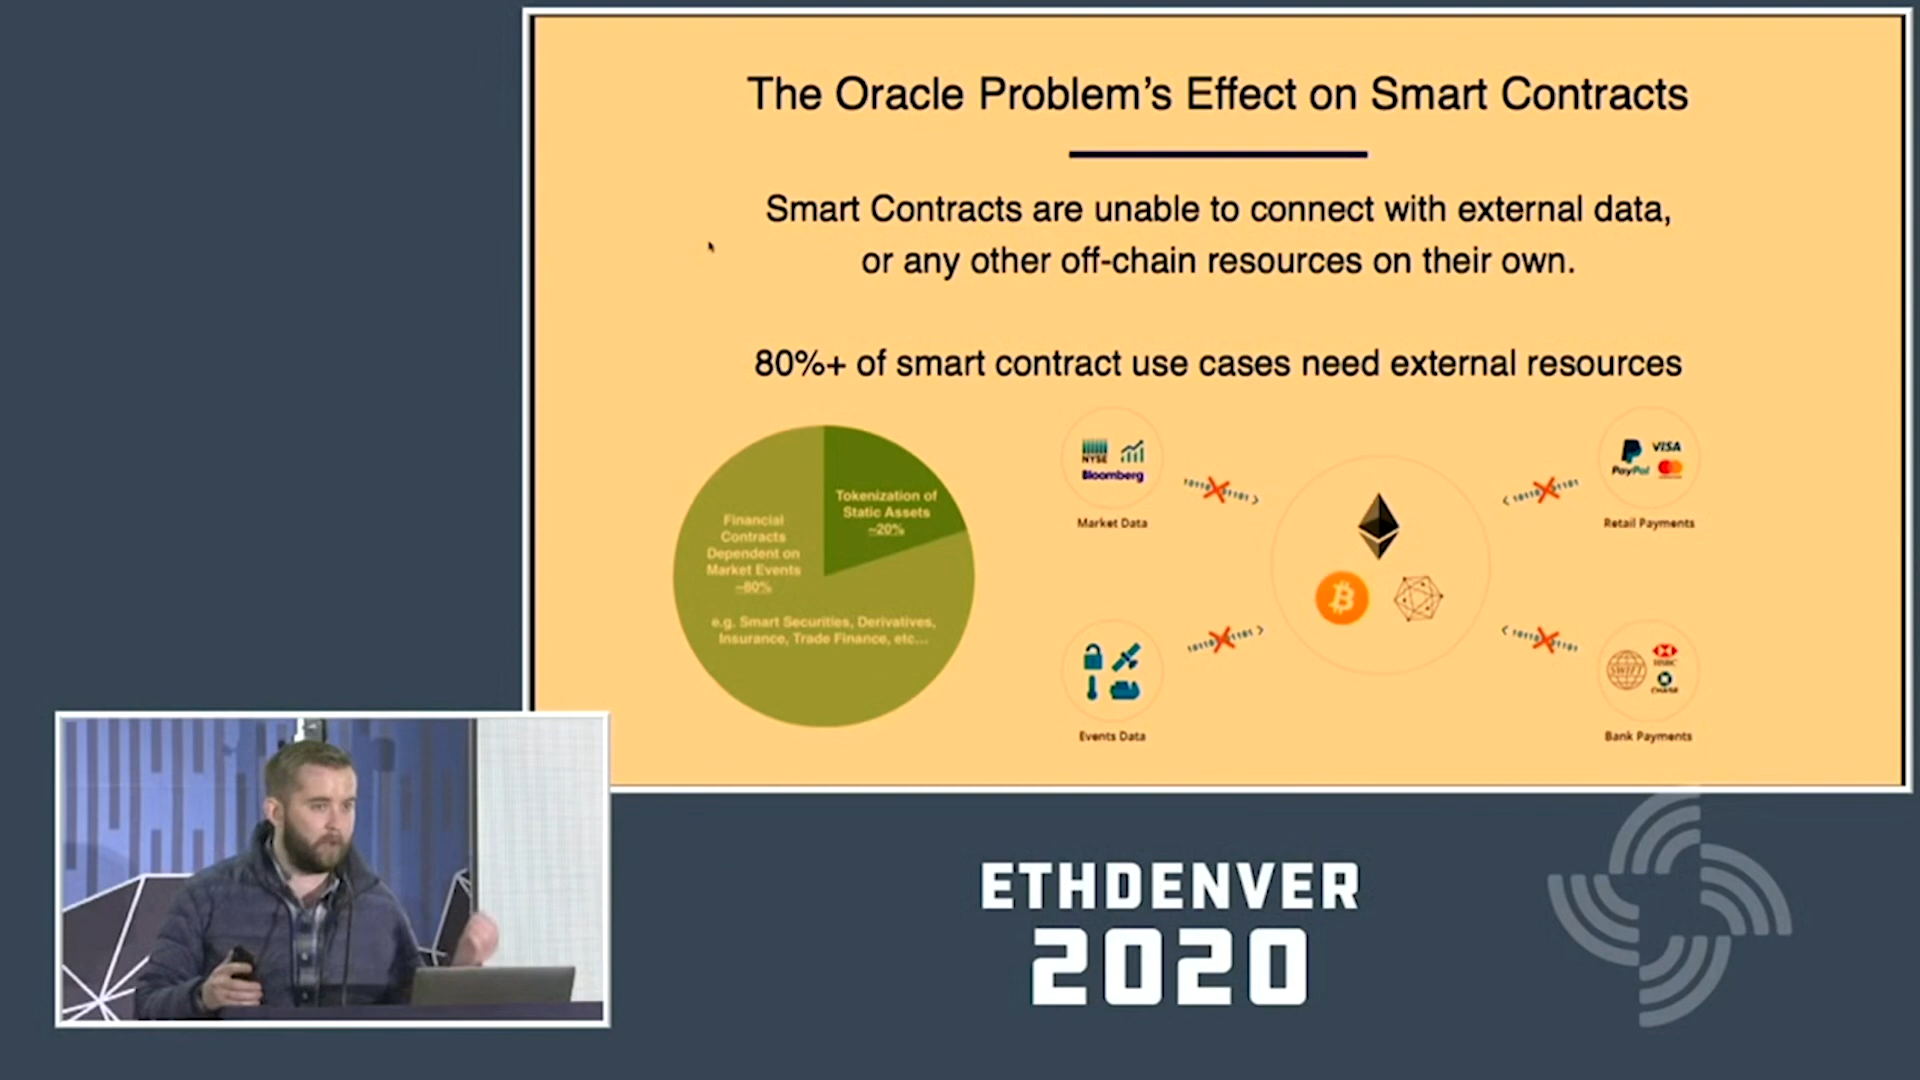 The Oracle Problem's Effect on Smart Contracts
Smart Contracts are unable to connect with external data,
or any other off-chain resources on their own.
80%+ of smart contract use cases need external resources
Tokenization of
Static Assets
~20%
Financial
Contracts
Dependent on
Market Events
~80%
e.g. Smart Securities, Derivatives,
Insurance, Trade Finance, etc...
NYSE
Bloomberg
Market Data
PayPal
VISA
Retail Payments
Events Data
SWIFT
HSBC
CHASE
Bank Payments
ETHDENVER
2020